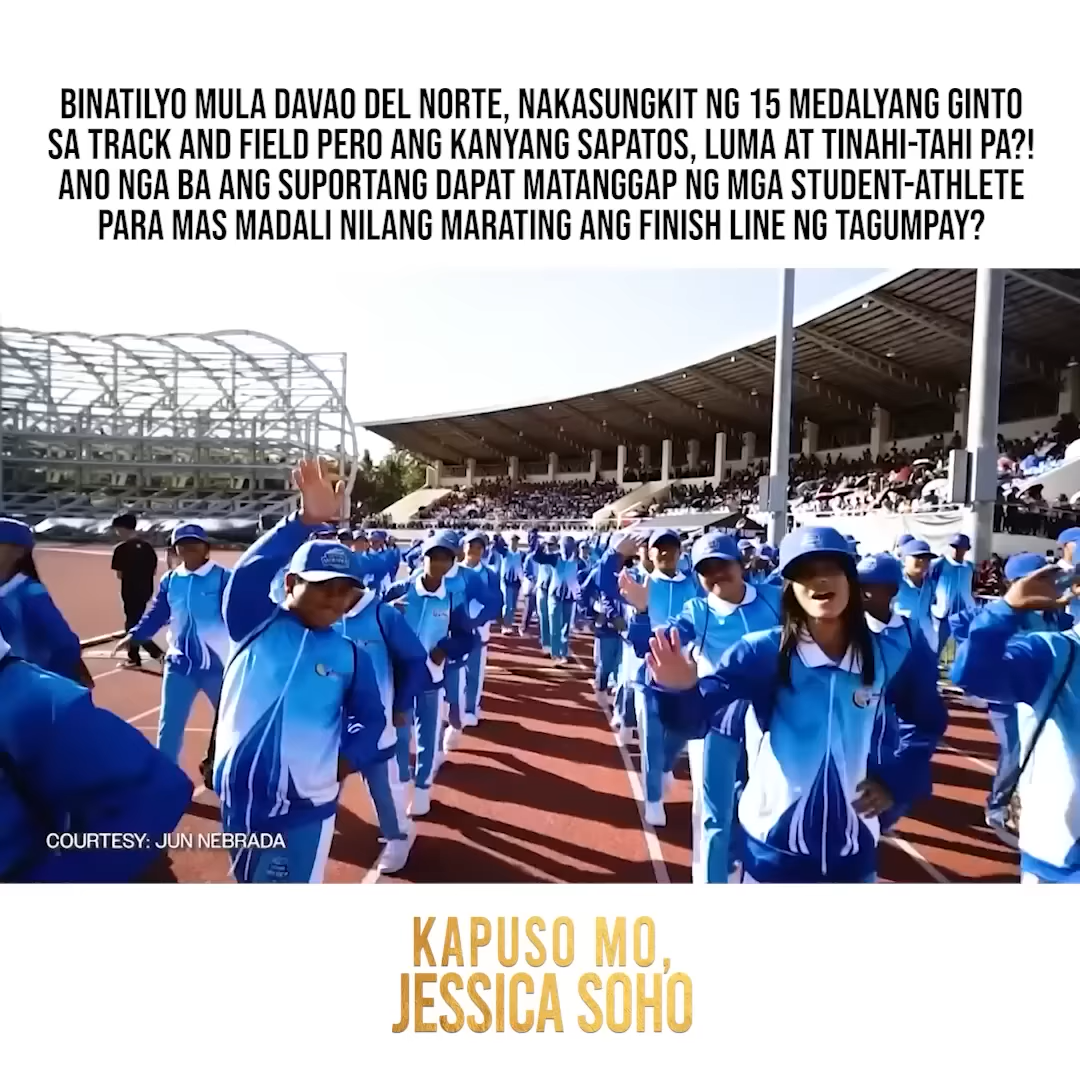 BINATILYO MULA DAVAO DEL NORTE, NAKASUNGKIT NG 15 MEDALYANG GINTO
SA TRACK AND FIELD PERO ANG KANYANG SAPATOS, LUMA AT TINAHI-TAHI PA?!
ANO NGA BA ANG SUPORTANG DAPAT MATANGGAP NG MGA STUDENT-ATHLETE
PARA MAS MADALI NILANG MARATING ANG FINISH LINE NG TAGUMPAY?
COURTESY: JUN NEBRADA
KAPUSO MO,
JESSICA SOHO